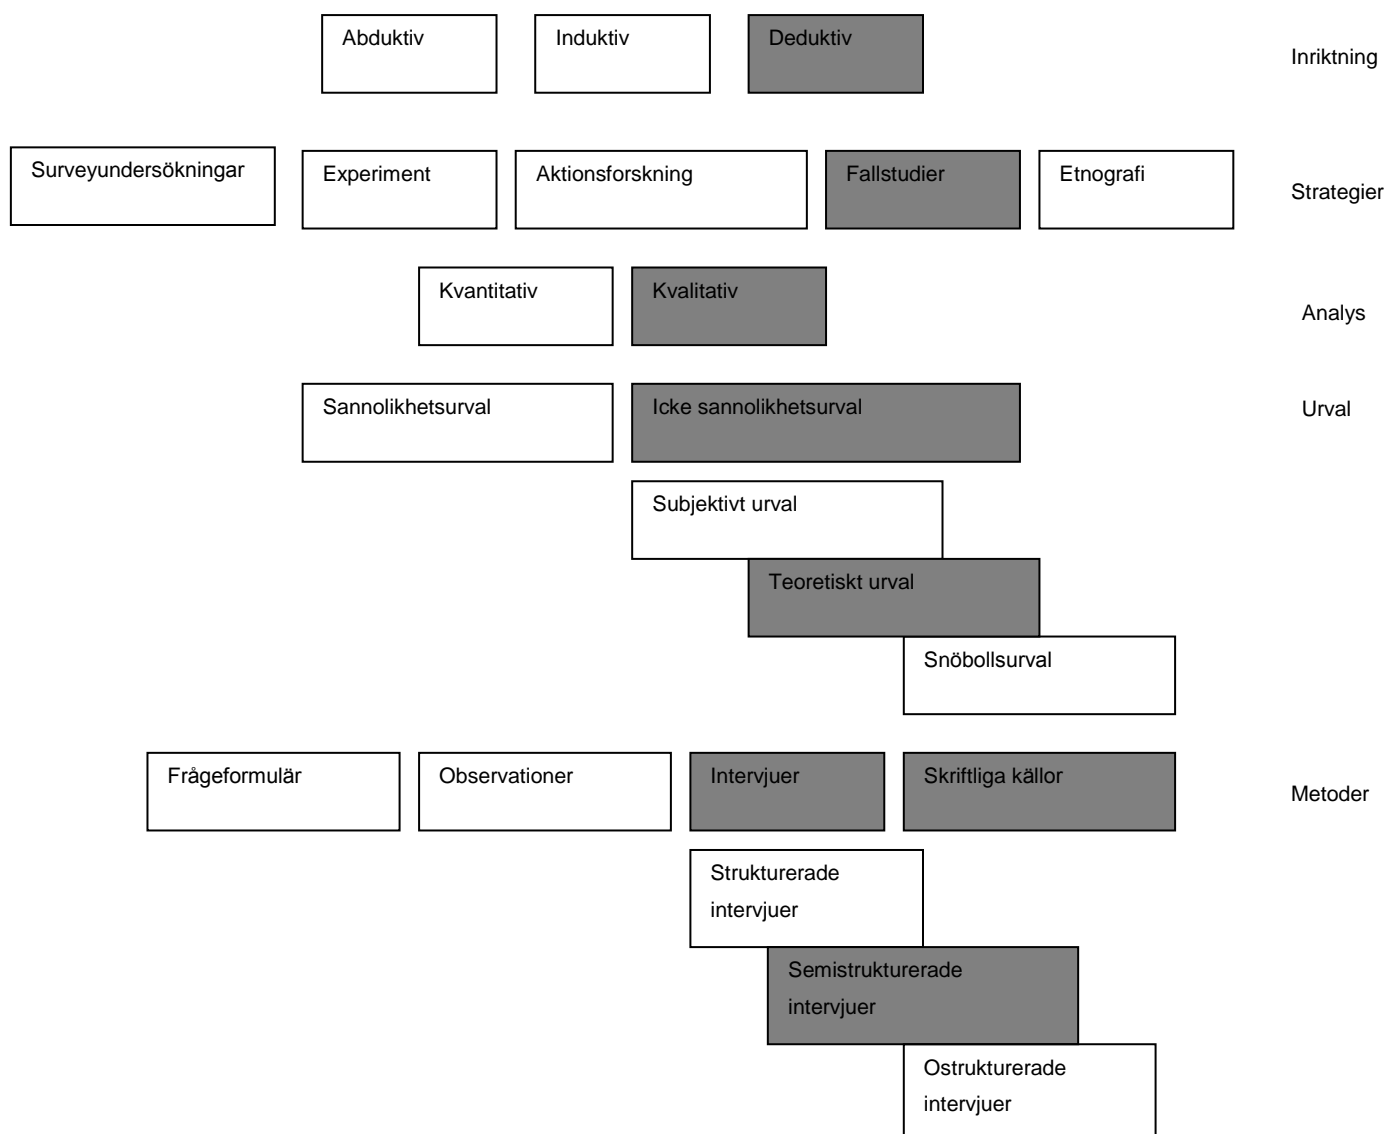 Abduktiv
Induktiv
Deduktiv
Inriktning
Surveyundersökningar
Experiment
Aktionsforskning
Fallstudier
Etnografi
Strategier
Kvantitativ
Kvalitativ
Analys
Sannolikhetsurval
Icke sannolikhetsurval
Urval
Subjektivt urval
Teoretiskt urval
Snöbollsurval
Frågeformulär
Observationer
Intervjuer
Skriftliga källor
Metoder
Strukturerade
intervjuer
Semistrukturerade
intervjuer
Ostrukturerade
intervjuer